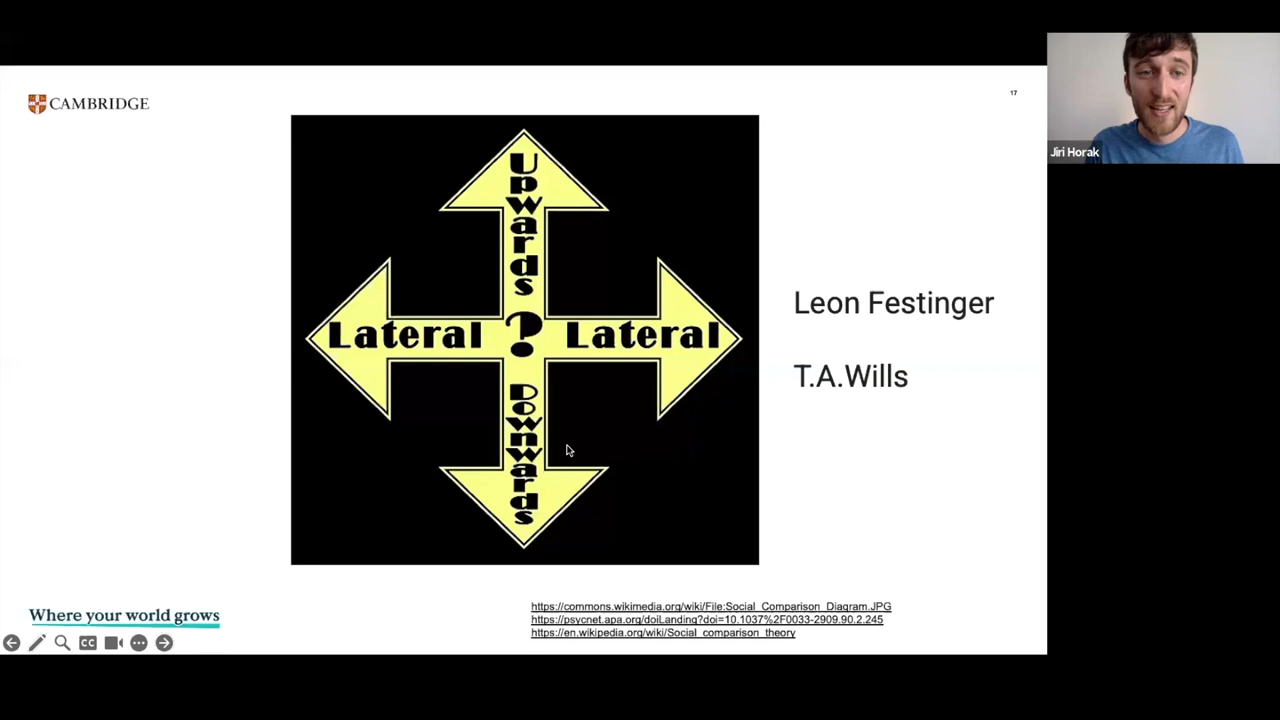 CAMBRIDGE
17
Jiri Horak
Upwards
Lateral ? Lateral
Downwards
Leon Festinger
T.A.Wills
Where your world grows
https://commons.wikimedia.org/wiki/File:Social_Comparison_Diagram.JPG
https://psycnet.apa.org/doiLanding?doi=10.1037%2F0033-2909.90.2.245
https://en.wikipedia.org/wiki/Social_comparison_theory
CC